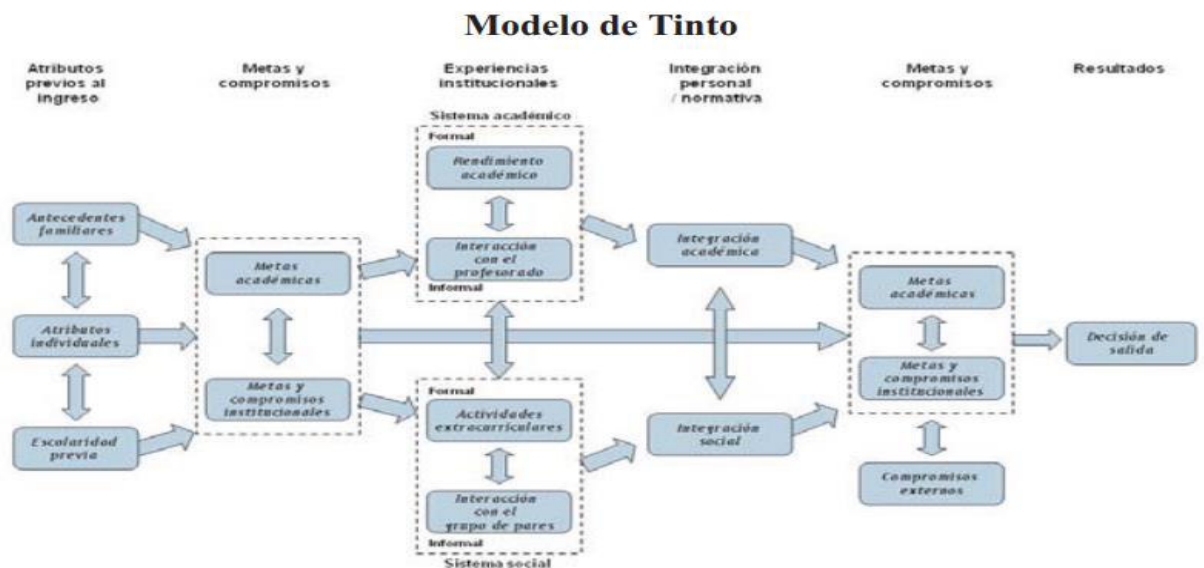 Modelo de Tinto
Atributos
previos al
ingreso
Metas y
compromisos
Experiencias
institucionales
Integración
personal
/ normativa
Metas y
compromisos
Resultados
Sistema académico
Formal
Rendimiento
académico
Interacción
con el
profesorado
Informal
Antecedentes
familiares
Atributos
individuales
Escolaridad
previa
Metas
académicas
Metas y
compromisos
institucionales
Formal
Actividades
extracurriculares
Interacción
con el
grupo de pares
Informal
Sistema social
Integración
académica
Integración
social
Metas
académicas
Metas y
compromisos
institucionales
Compromisos
externos
Decisión de
salida